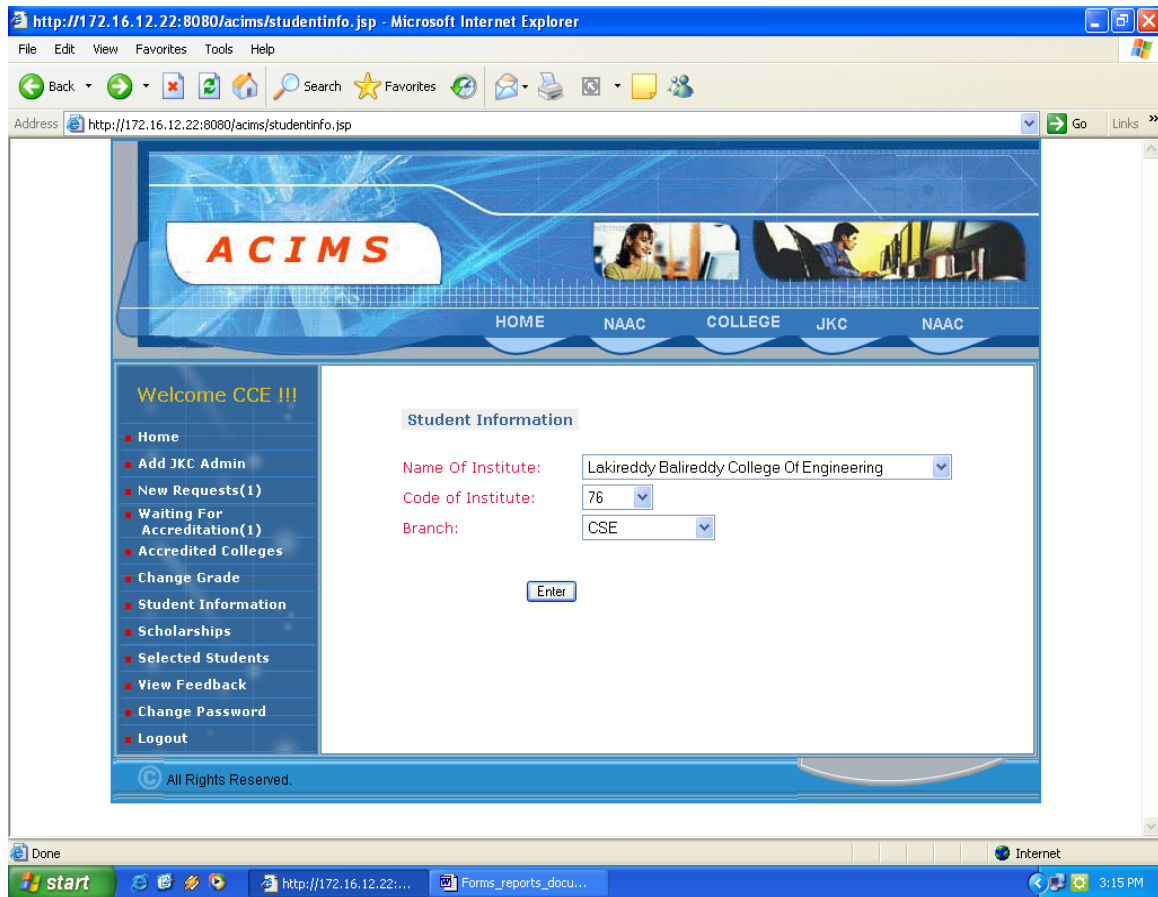 http://172.16.12.22:8080/acims/studentinfo.jsp - Microsoft Internet Explorer
File Edit View Favorites Tools Help
Back Search Favorites
Address http://172.16.12.22:8080/acims/studentinfo.jsp Go Links »
ACIMS
HOME NAAC COLLEGE JKC NAAC
Welcome CCE !!!
Home
Add JKC Admin
New Requests(1)
Waiting For
Accreditation(1)
Accredited Colleges
Change Grade
Student Information
Scholarships
Selected Students
View Feedback
Change Password
Logout
Student Information
Name Of Institute: Lakireddy Balireddy College Of Engineering
Code of Institute: 76
Branch: CSE
Enter
© All Rights Reserved.
Done Internet
start http://172.16.12.22:... Forms_reports_docu... 3:15 PM